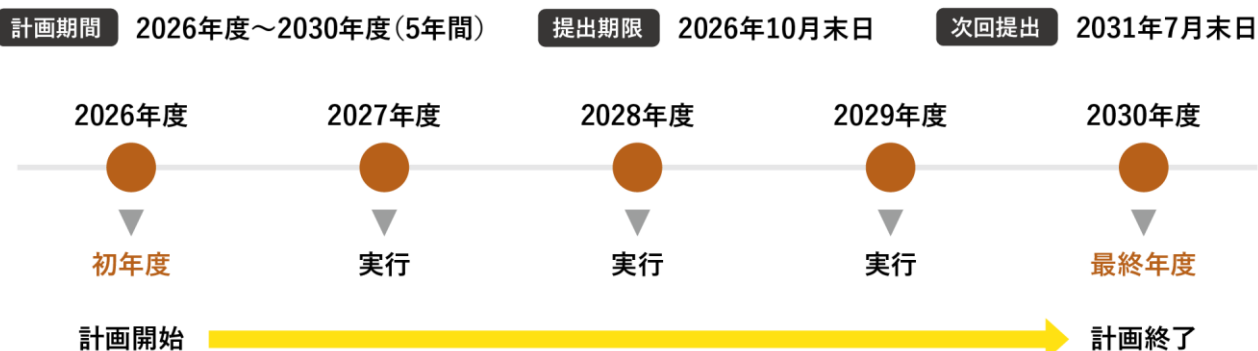 計画期間 2026年度～2030年度（5年間） 提出期限 2026年10月末日 次回提出 2031年7月末日
2026年度 2027年度 2028年度 2029年度 2030年度
初年度 実行 実行 実行 最終年度
計画開始 計画終了